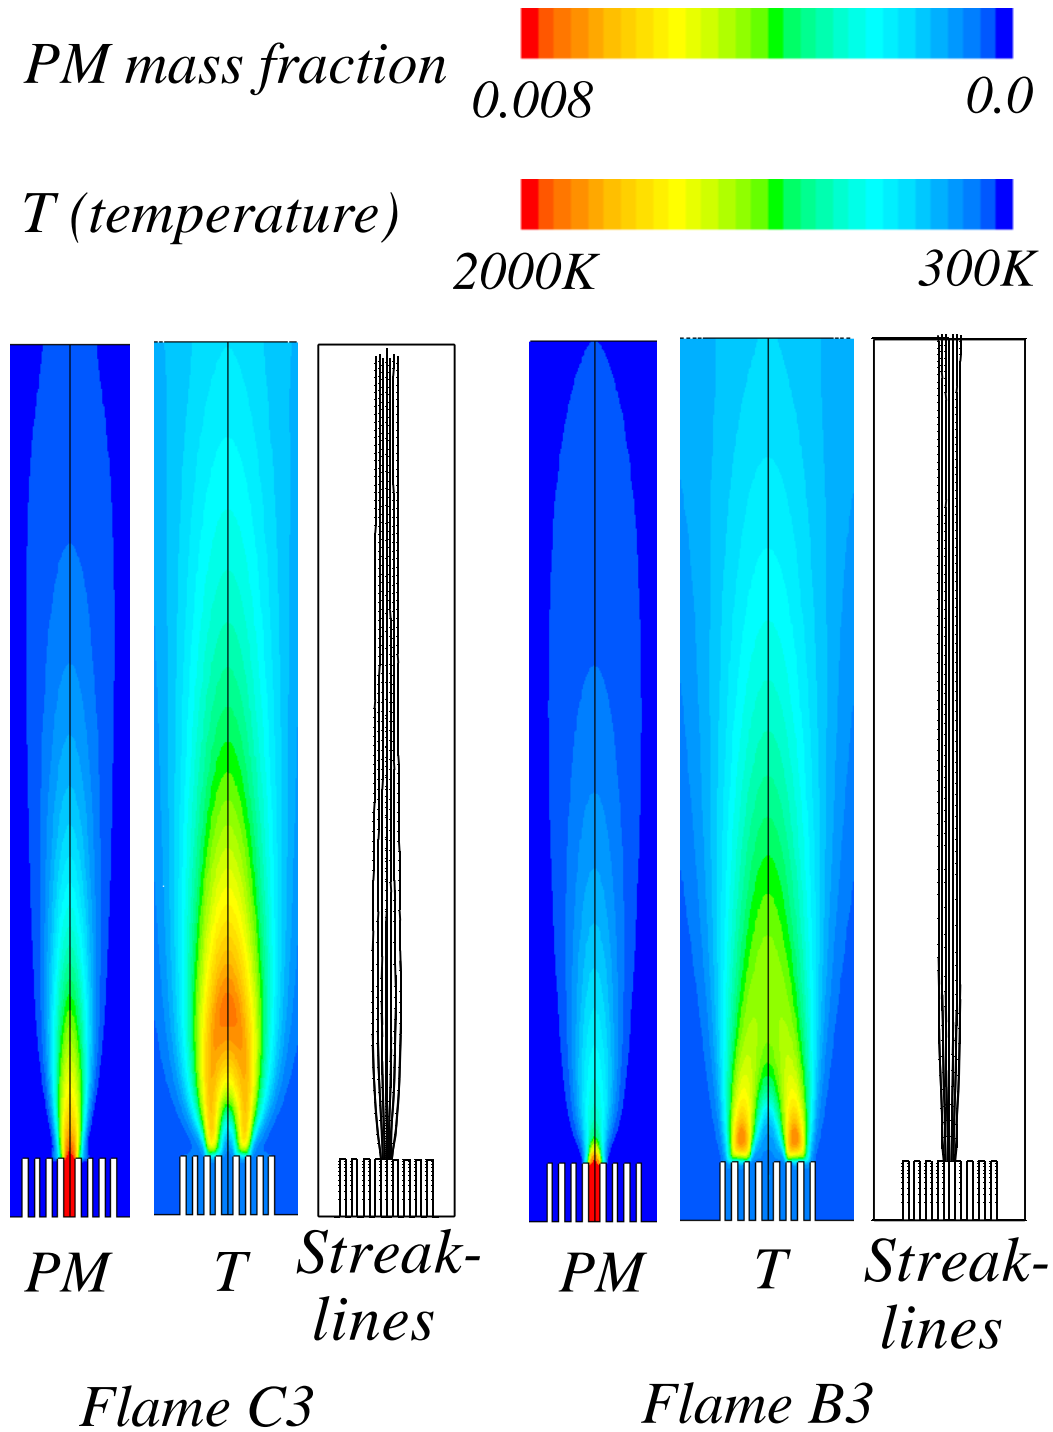 PM mass fraction
0.008
0.0
T (temperature)
2000K
300K
PM
T
Streak-
lines
PM
T
Streak-
lines
Flame C3
Flame B3